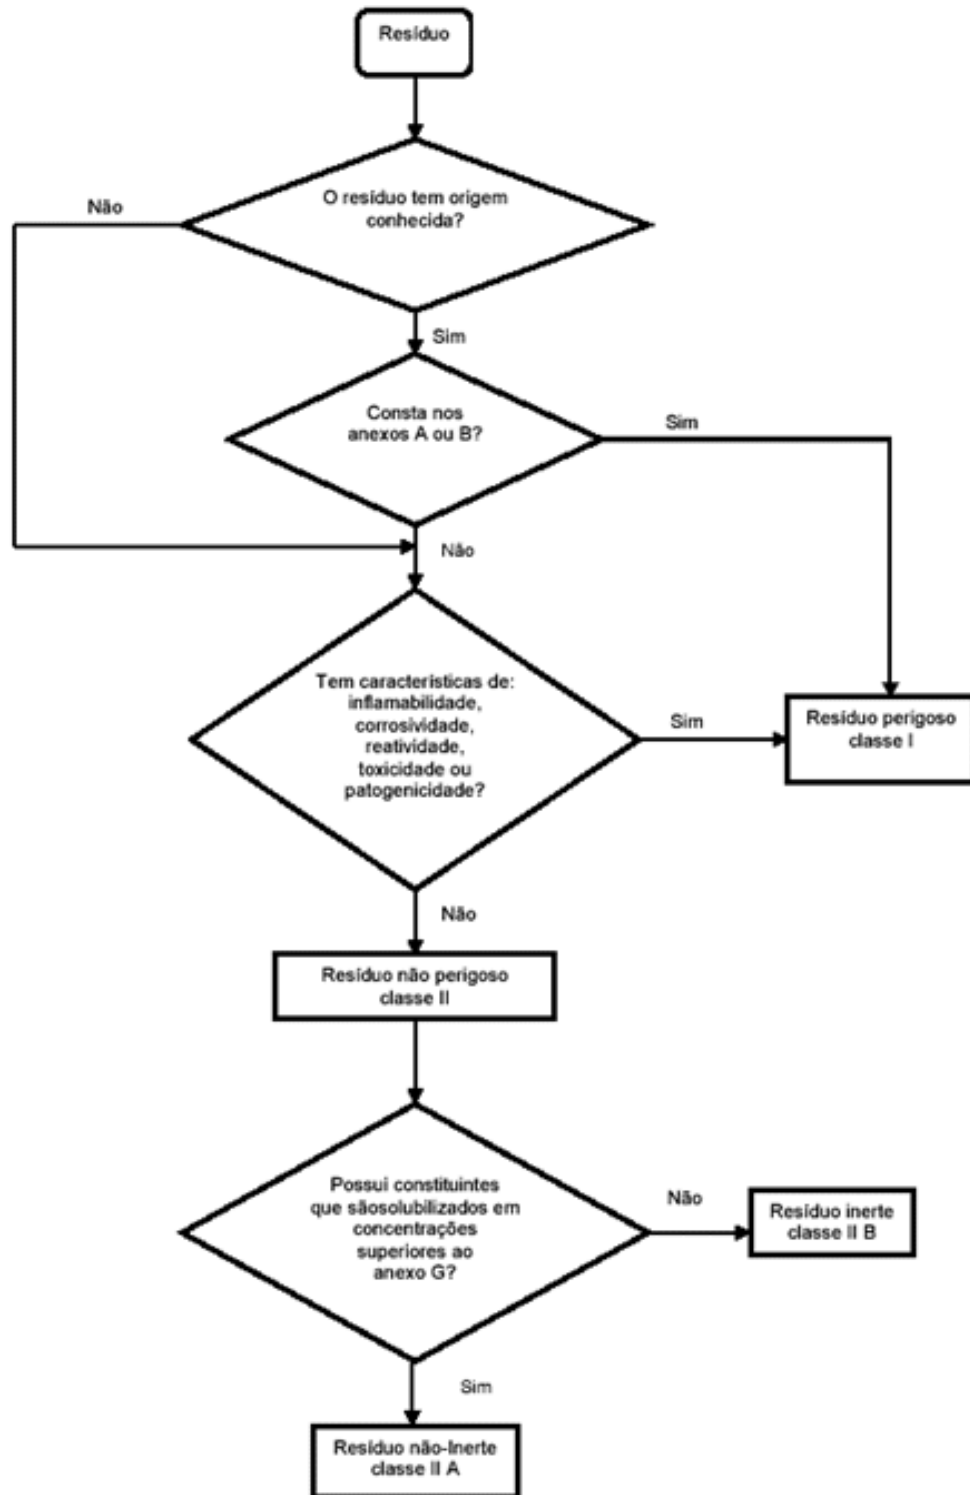 Resíduo
O resíduo tem origem
conhecida?
Não
Sim
Consta nos
anexos A ou B?
Sim
Não
Tem características de:
inflamabilidade,
corrosividade,
reatividade,
toxicidade ou
patogenicidade?
Sim
Resíduo perigoso
classe I
Não
Resíduo não perigoso
classe II
Possui constituintes
que sãosolubilizados em
concentrações
superiores ao
anexo G?
Não
Resíduo inerte
classe II B
Sim
Resíduo não-Inerte
classe II A